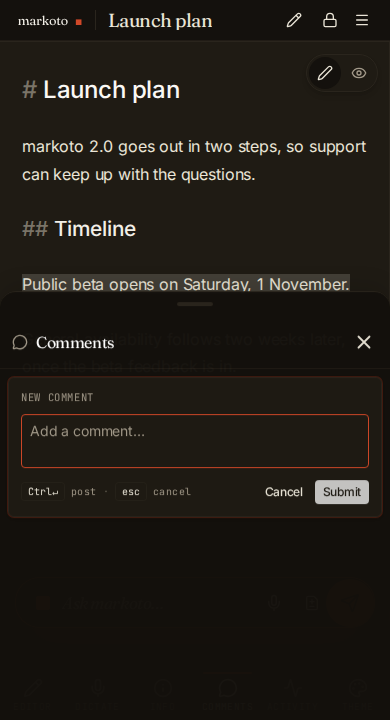 markoto
Launch plan
# Launch plan
markoto 2.0 goes out in two steps, so support
can keep up with the questions.
## Timeline
Public beta opens on Saturday, 1 November.
Comments
NEW COMMENT
Add a comment…
Ctrl↵ post · esc cancel
Cancel
Submit